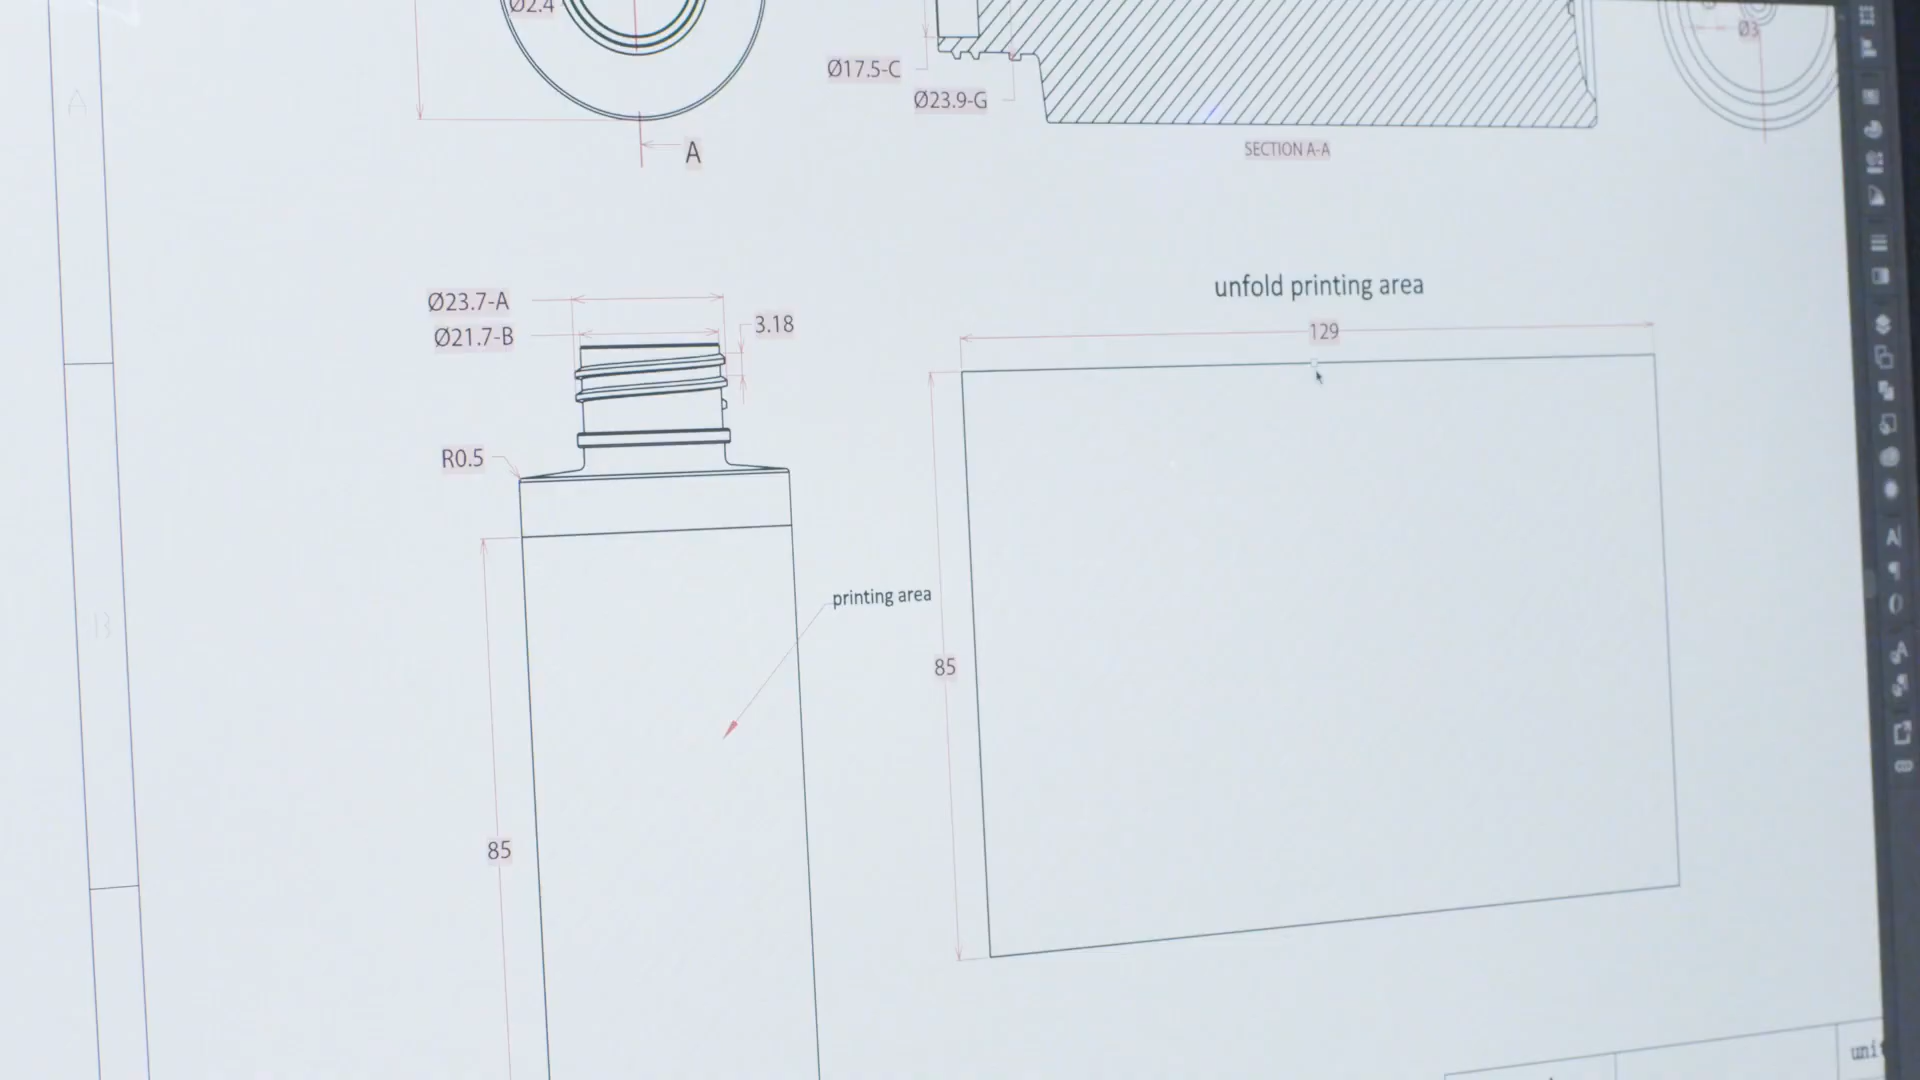 Ø2.4
Ø3
A
Ø17.5-C
Ø23.9-G
A
SECTION A-A
unfold printing area
Ø23.7-A
Ø21.7-B
3.18
129
R0.5
printing area
B
85
85
A
A